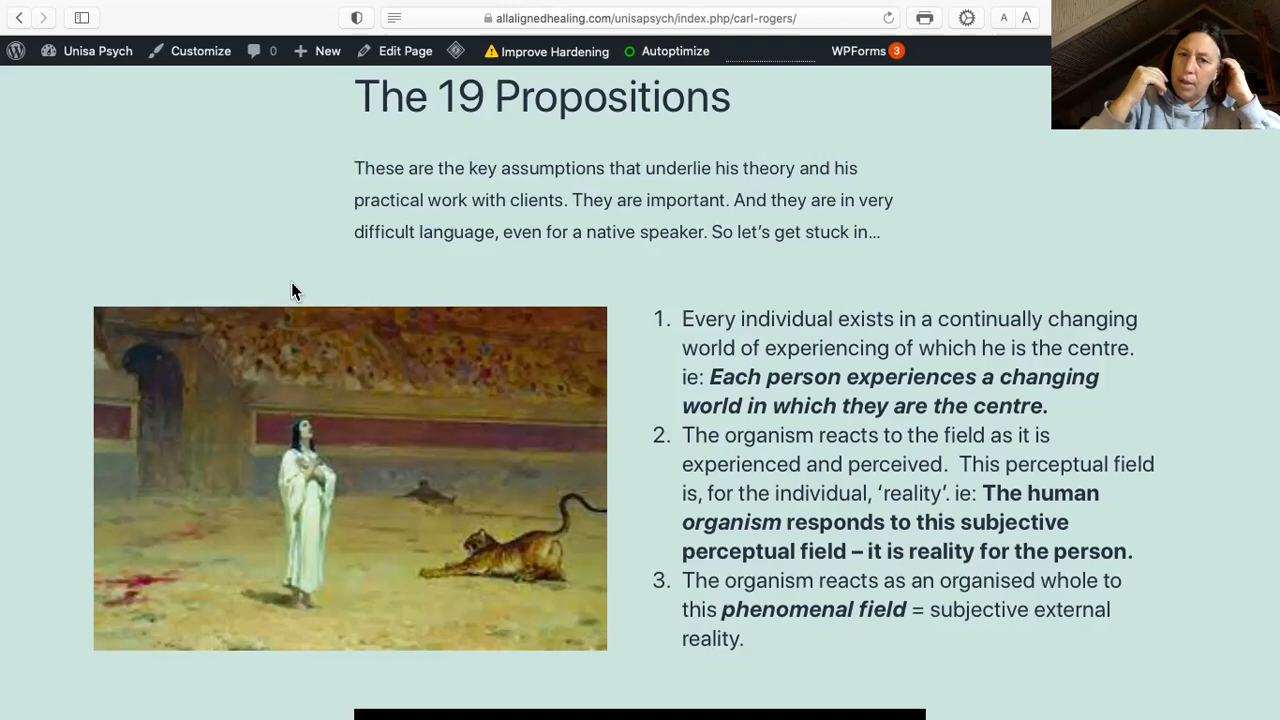 allalignedhealing.com/unisapsych/index.php/carl-rogers/
A A
Unisa Psych Customize 0 New Edit Page Improve Hardening Autoptimize WPForms 3
The 19 Propositions
These are the key assumptions that underlie his theory and his
practical work with clients. They are important. And they are in very
difficult language, even for a native speaker. So let’s get stuck in…
1. Every individual exists in a continually changing
world of experiencing of which he is the centre.
ie: Each person experiences a changing
world in which they are the centre.
2. The organism reacts to the field as it is
experienced and perceived.  This perceptual field
is, for the individual, ‘reality’. ie: The human
organism responds to this subjective
perceptual field – it is reality for the person.
3. The organism reacts as an organised whole to
this phenomenal field = subjective external
reality.